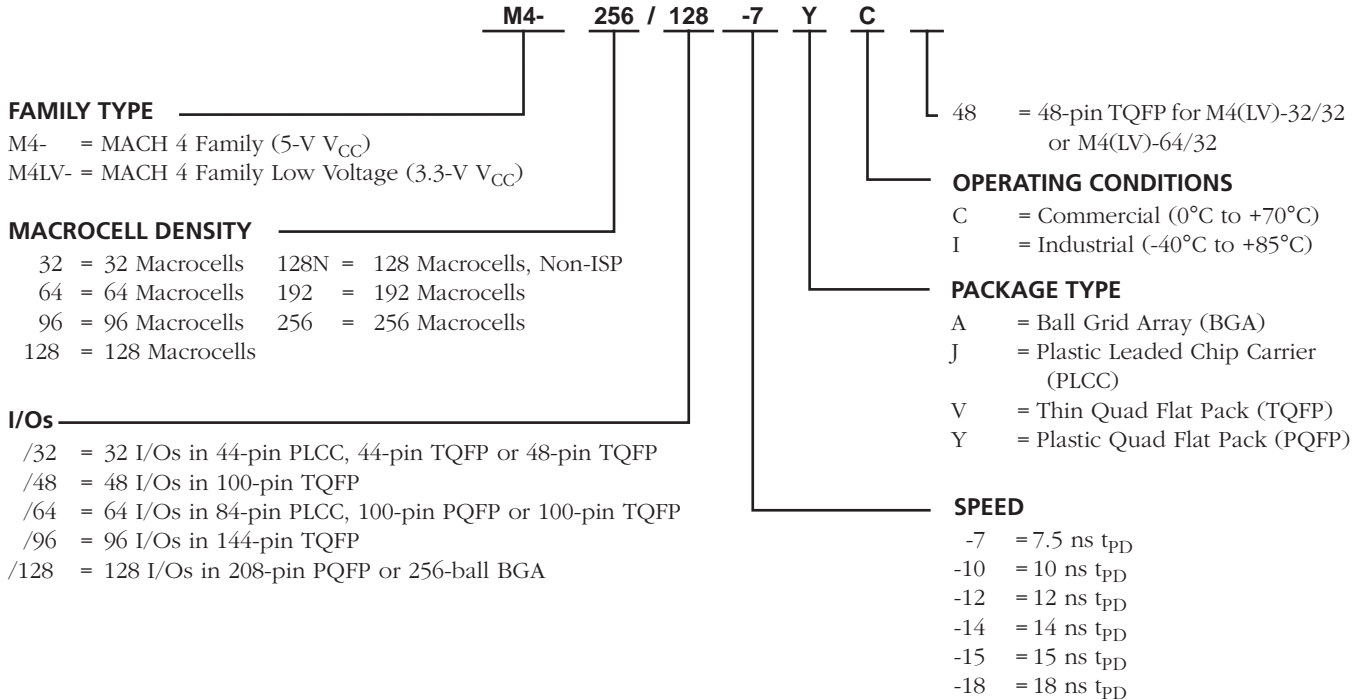 M4- 256 / 128 -7 Y C
FAMILY TYPE
M4- = MACH 4 Family (5-V VCC)
M4LV- = MACH 4 Family Low Voltage (3.3-V VCC)
MACROCELL DENSITY
32 = 32 Macrocells 128N = 128 Macrocells, Non-ISP
64 = 64 Macrocells 192 = 192 Macrocells
96 = 96 Macrocells 256 = 256 Macrocells
128 = 128 Macrocells
I/Os
/32 = 32 I/Os in 44-pin PLCC, 44-pin TQFP or 48-pin TQFP
/48 = 48 I/Os in 100-pin TQFP
/64 = 64 I/Os in 84-pin PLCC, 100-pin PQFP or 100-pin TQFP
/96 = 96 I/Os in 144-pin TQFP
/128 = 128 I/Os in 208-pin PQFP or 256-ball BGA
48 = 48-pin TQFP for M4(LV)-32/32
or M4(LV)-64/32
OPERATING CONDITIONS
C = Commercial (0°C to +70°C)
I = Industrial (-40°C to +85°C)
PACKAGE TYPE
A = Ball Grid Array (BGA)
J = Plastic Leaded Chip Carrier
(PLCC)
V = Thin Quad Flat Pack (TQFP)
Y = Plastic Quad Flat Pack (PQFP)
SPEED
-7 = 7.5 ns tPD
-10 = 10 ns tPD
-12 = 12 ns tPD
-14 = 14 ns tPD
-15 = 15 ns tPD
-18 = 18 ns tPD